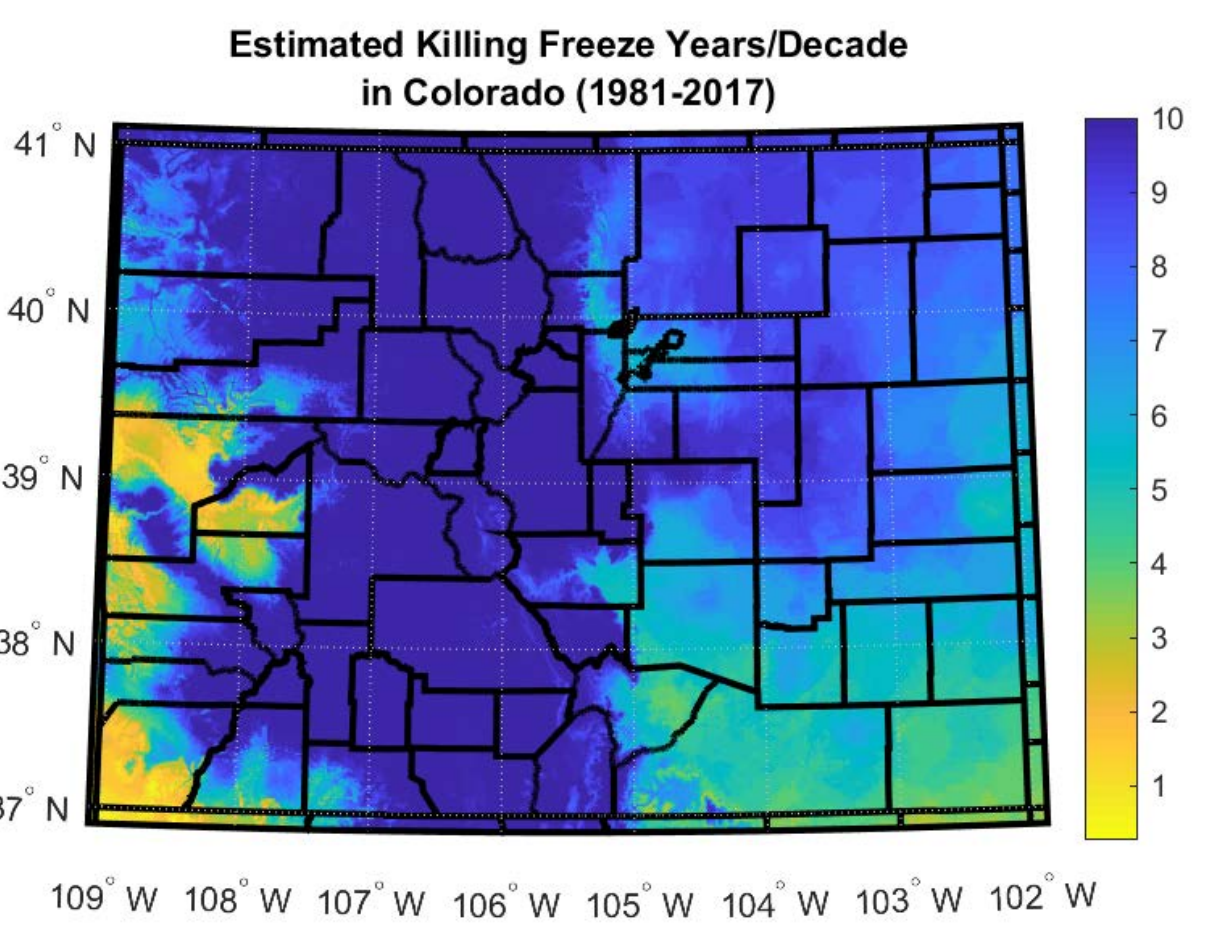 Estimated Killing Freeze Years/Decade
in Colorado (1981-2017)
41° N
40° N
39° N
38° N
37° N
109° W 108° W 107° W 106° W 105° W 104° W 103° W 102° W
10
9
8
7
6
5
4
3
2
1